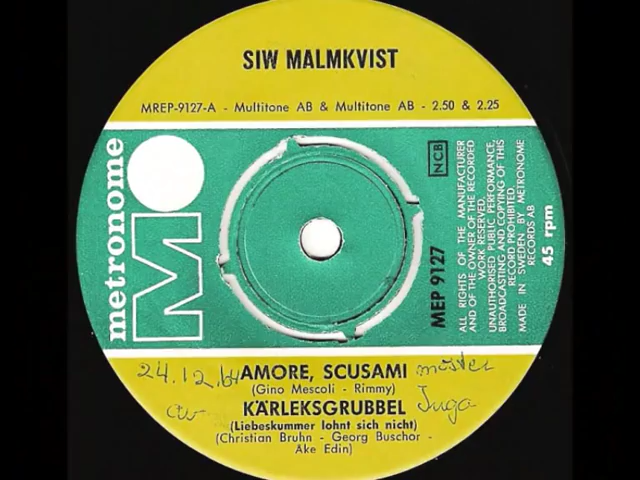 SIW MALMKVIST
MREP-9127-A - Multitone AB & Multitone AB - 2.50 & 2.25
metronome
M
NCB
MEP 9127
ALL RIGHTS OF THE MANUFACTURER
AND OF THE OWNER OF THE RECORDED
WORK RESERVED.
UNAUTHORISED PUBLIC PERFORMANCE,
BROADCASTING AND COPYING OF THIS
RECORD PROHIBITED.
MADE IN SWEDEN BY METRONOME
RECORDS AB
45 rpm
24.12.64 AMORE, SCUSAMI moster
(Gino Mescoli - Rimmy)
av KÄRLEKSGRUBBEL Inga
(Liebeskummer lohnt sich nicht)
(Christian Bruhn - Georg Buschor -
Ake Edin)